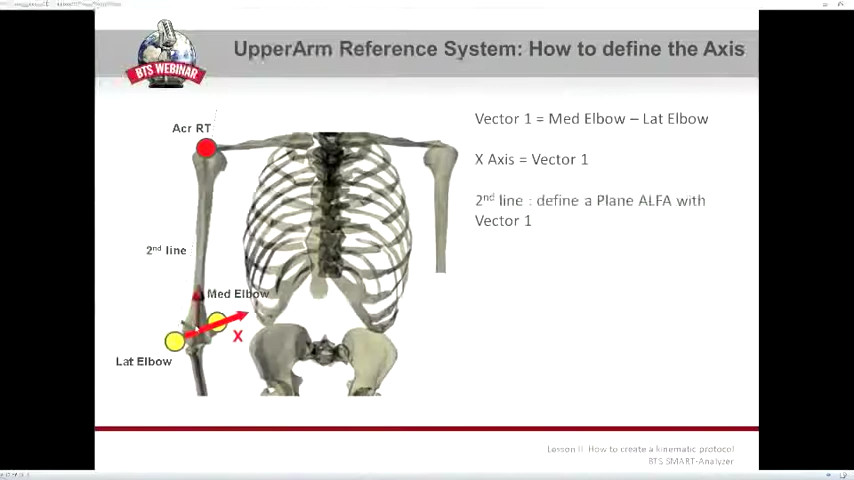 UpperArm Reference System: How to define the Axis
BTS WEBINAR
Acr RT
Vector 1 = Med Elbow – Lat Elbow
X Axis = Vector 1
2nd line : define a Plane ALFA with
Vector 1
2nd line
Med Elbow
X
Lat Elbow
Lesson II How to create a kinematic protocol
BTS SMART-Analyzer